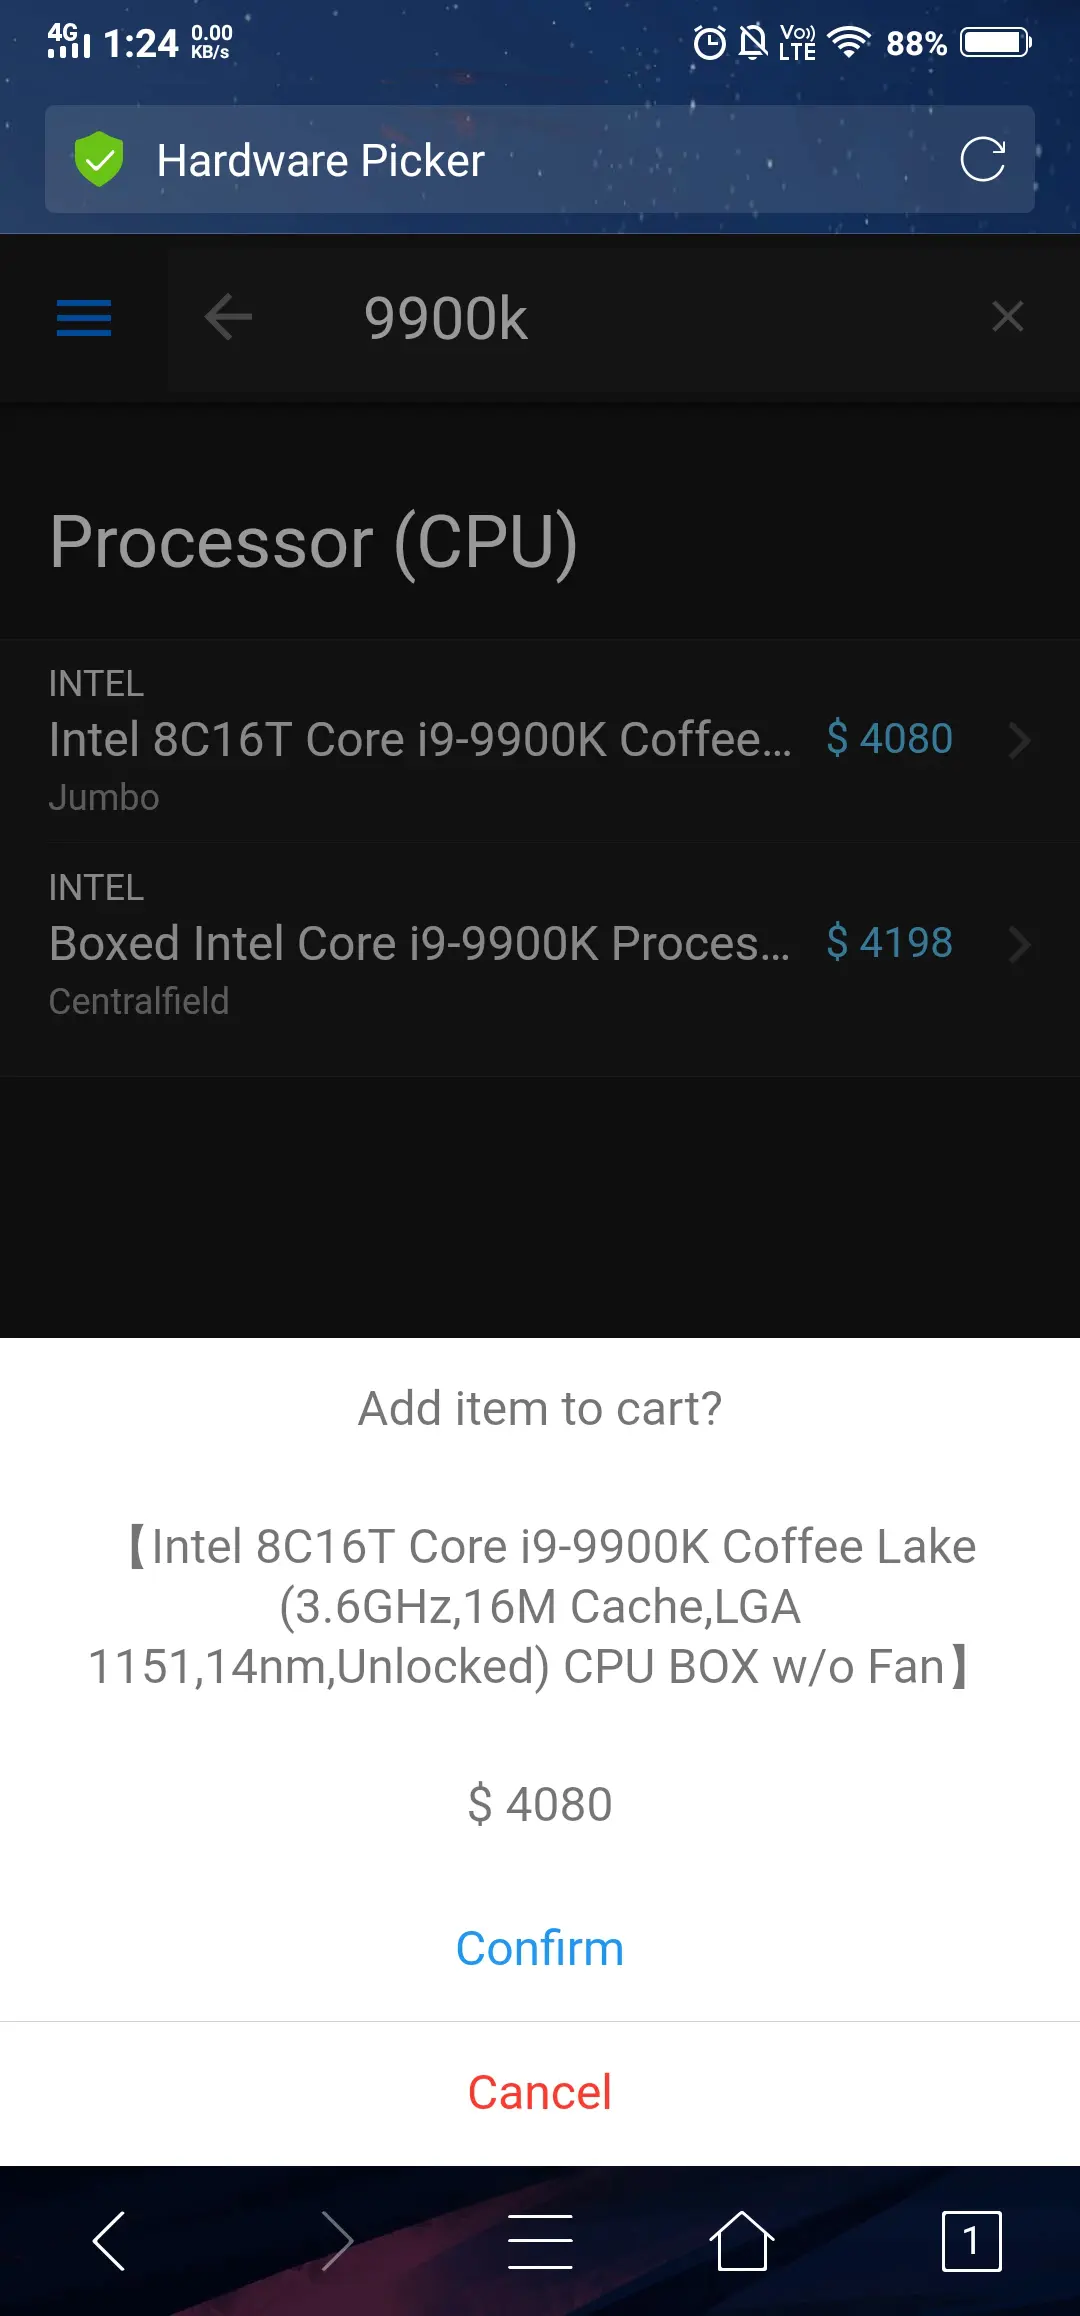 4G 1:24 0.00 KB/s Vo)) LTE 88%
Hardware Picker
9900k
Processor (CPU)
INTEL
Intel 8C16T Core i9-9900K Coffee... $ 4080
Jumbo
INTEL
Boxed Intel Core i9-9900K Proces... $ 4198
Centralfield
Add item to cart?
【Intel 8C16T Core i9-9900K Coffee Lake
(3.6GHz,16M Cache,LGA
1151,14nm,Unlocked) CPU BOX w/o Fan】
$ 4080
Confirm
Cancel
1